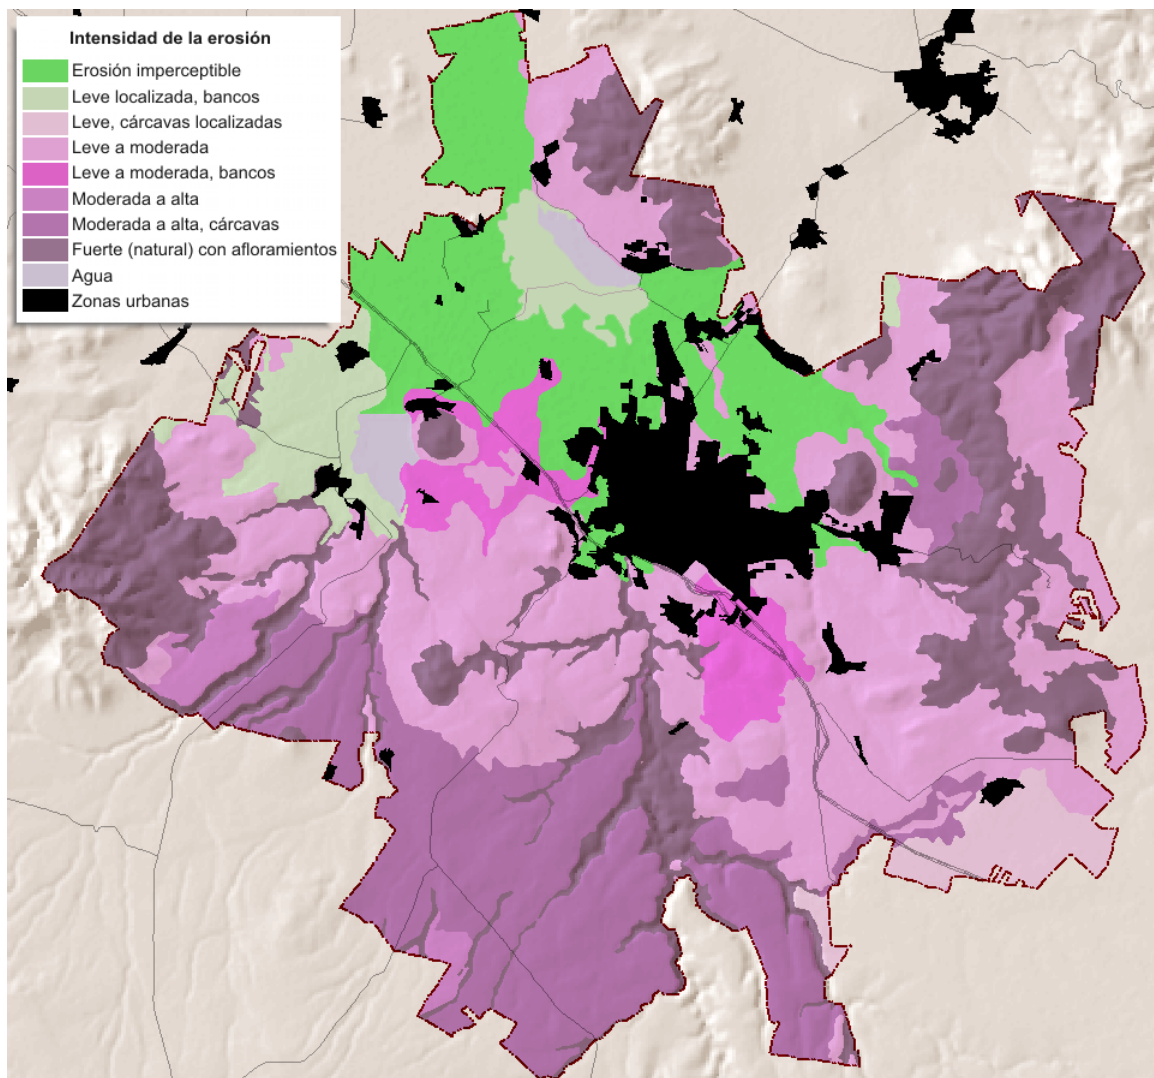 Intensidad de la erosión
Erosión imperceptible
Leve localizada, bancos
Leve, cárcavas localizadas
Leve a moderada
Leve a moderada, bancos
Moderada a alta
Moderada a alta, cárcavas
Fuerte (natural) con afloramientos
Agua
Zonas urbanas